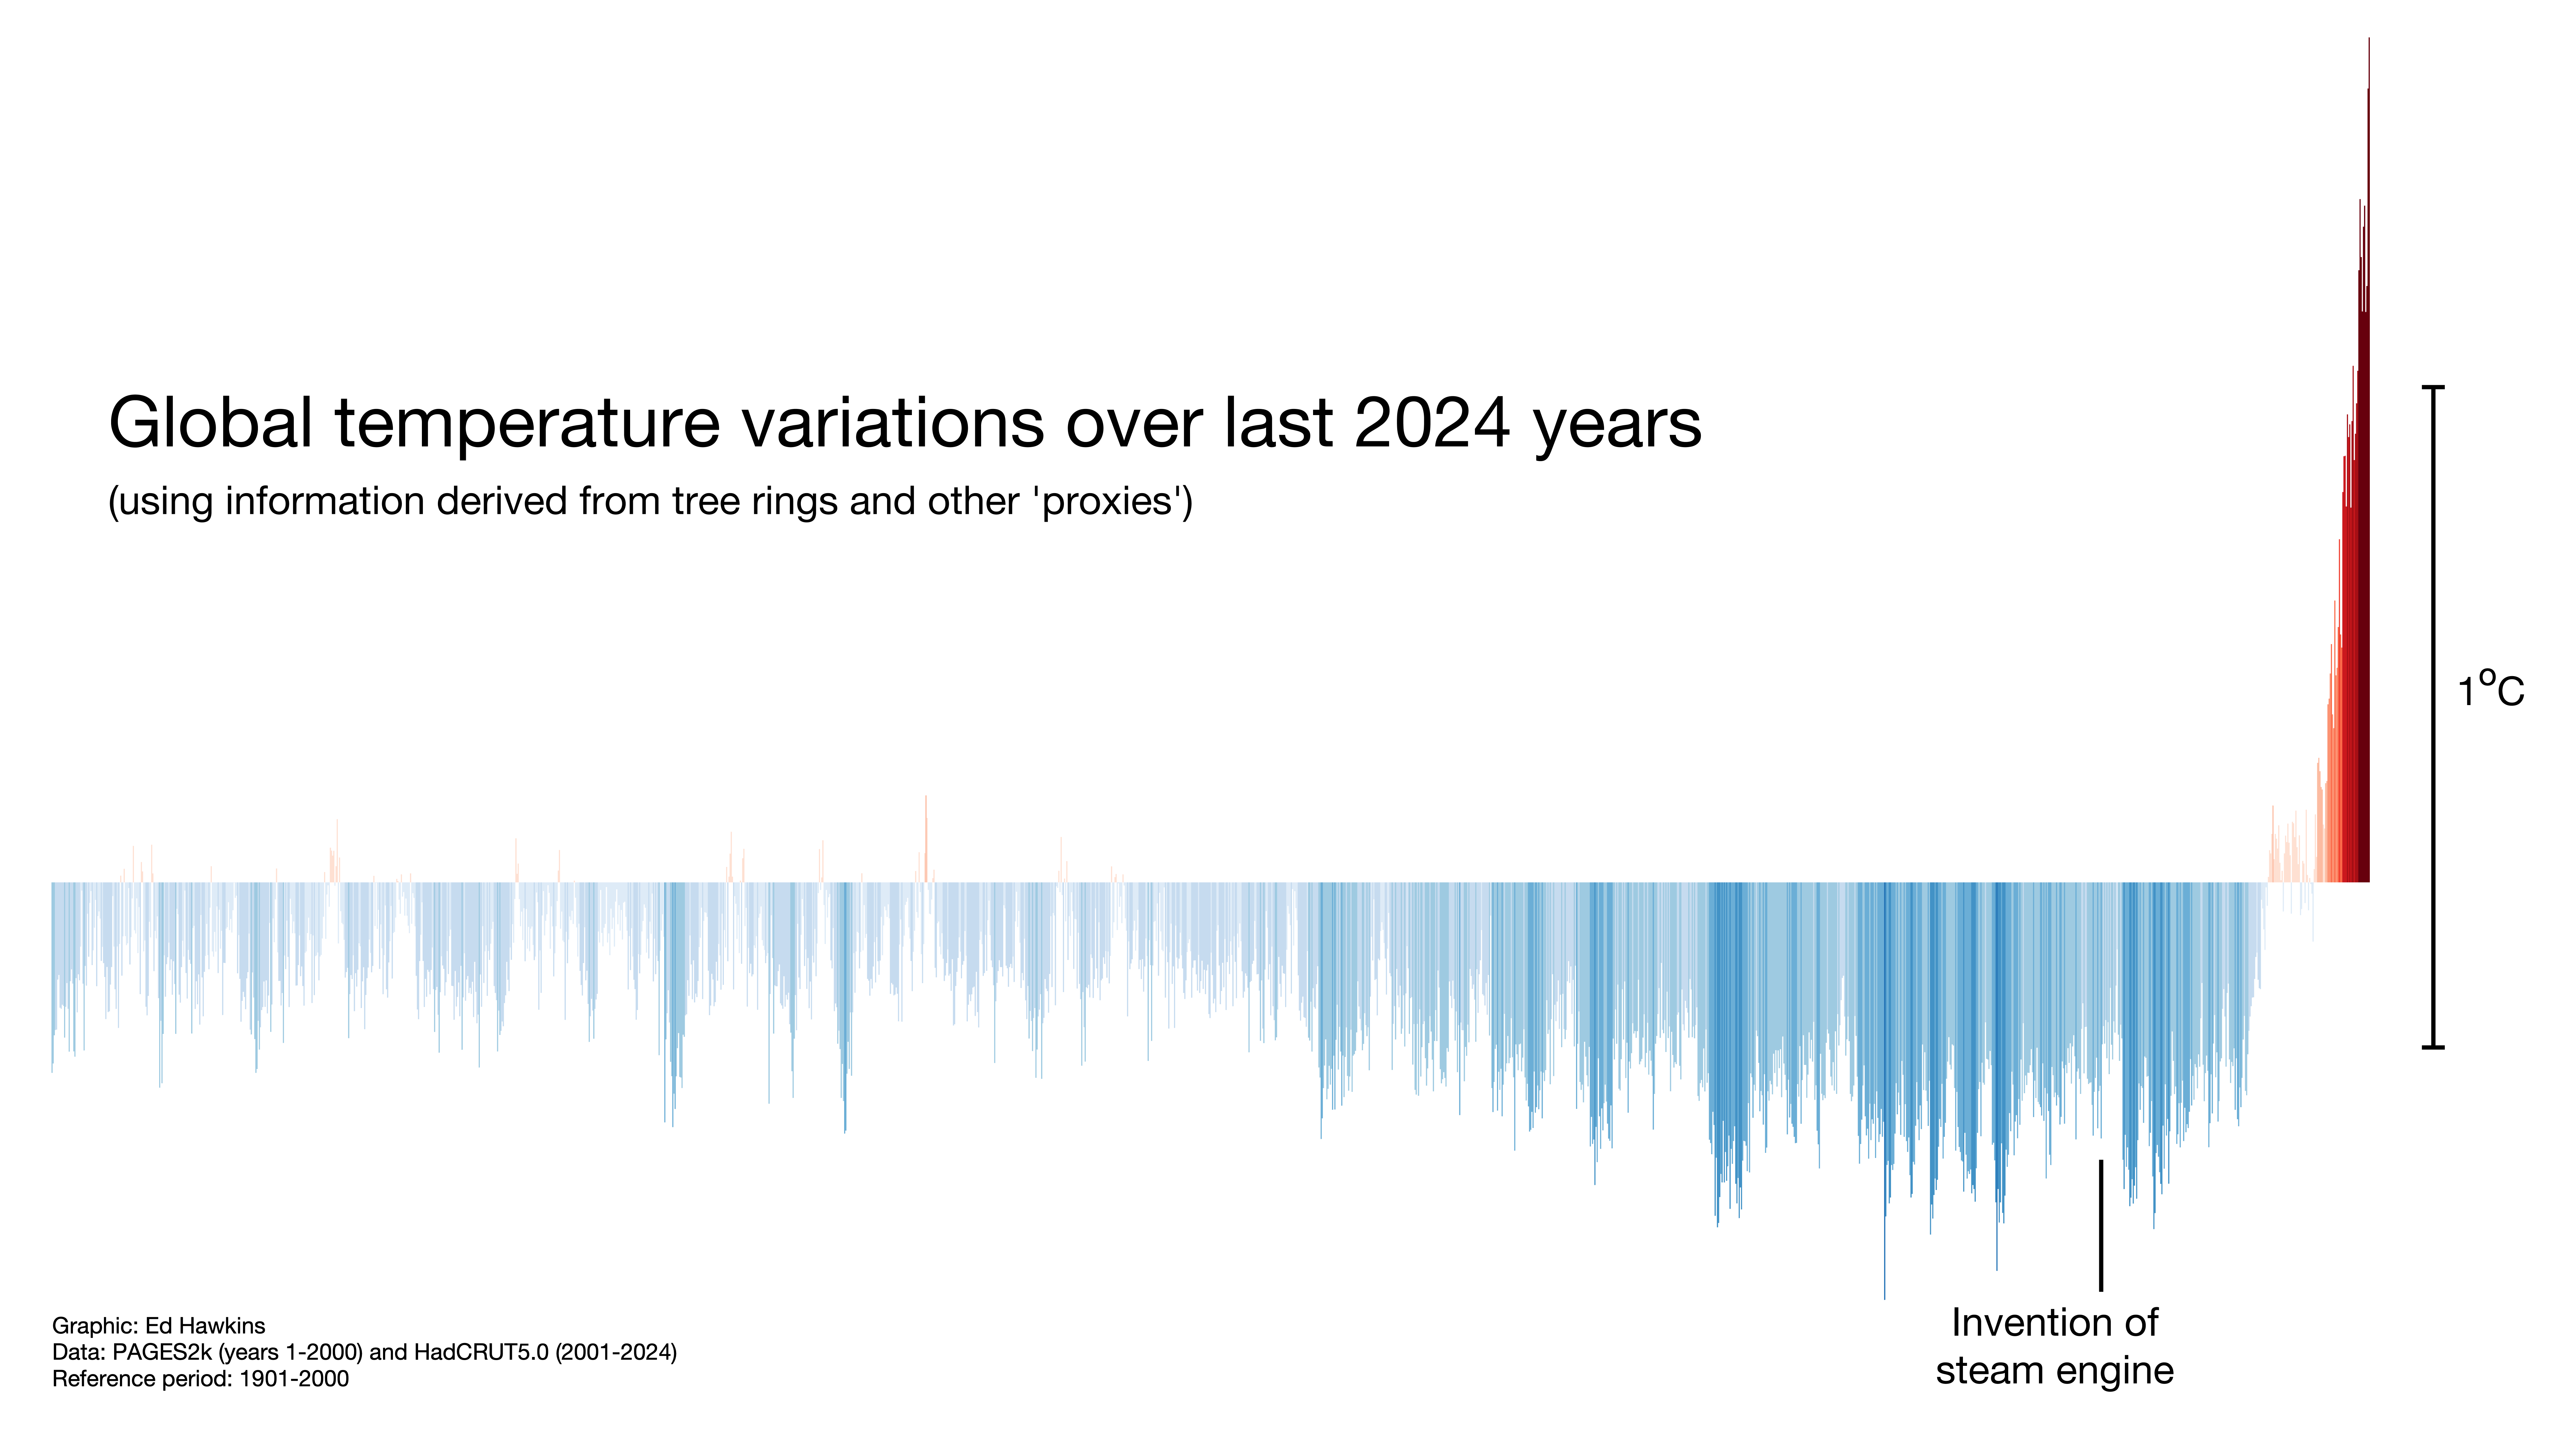 Global temperature variations over last 2024 years
(using information derived from tree rings and other 'proxies')
1°C
Invention of
steam engine
Graphic: Ed Hawkins
Data: PAGES2k (years 1-2000) and HadCRUT5.0 (2001-2024)
Reference period: 1901-2000